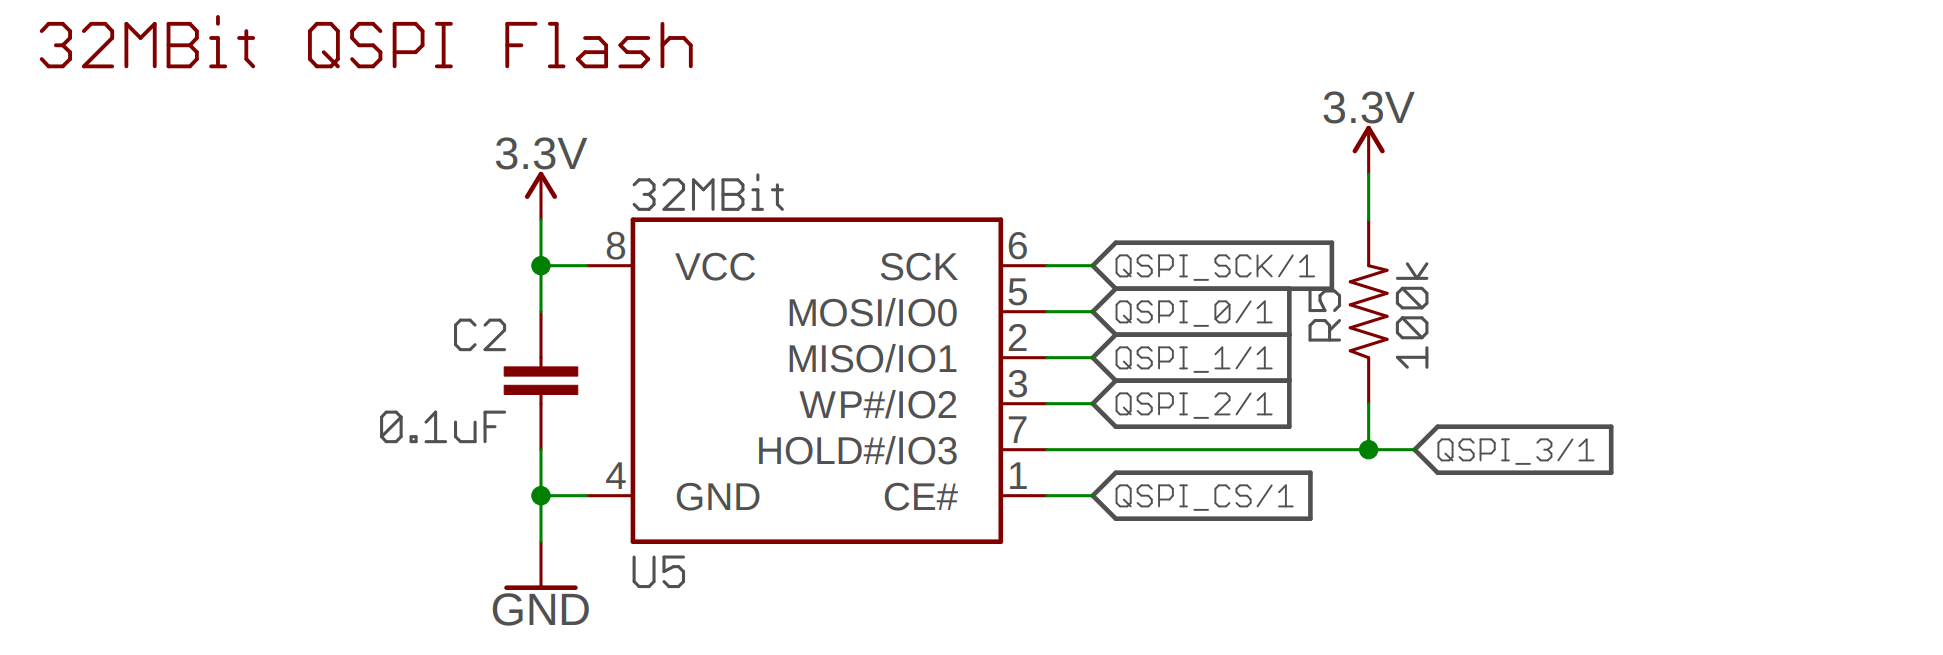 32MBit QSPI Flash
3.3V
3.3V
32MBit
8 VCC SCK 6 QSPI_SCK/1
MOSI/IO0 5 QSPI_0/1
C2 MISO/IO1 2 QSPI_1/1 R5 100K
0.1uF WP#/IO2 3 QSPI_2/1
HOLD#/IO3 7 QSPI_3/1
4 GND CE# 1 QSPI_CS/1
U5
GND